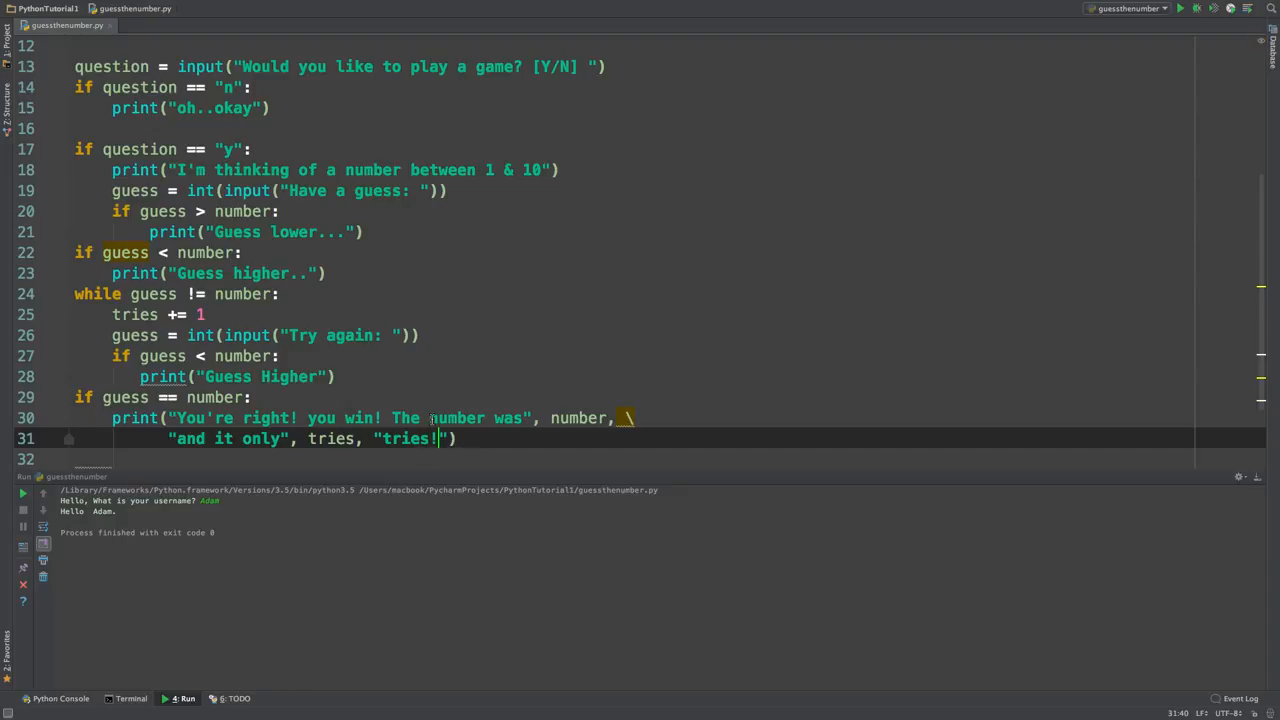 PythonTutorial1 guessthenumber.py guessthenumber
guessthenumber.py
1: Project
Z: Structure
2: Favorites
Database
12
13 question = input("Would you like to play a game? [Y/N] ")
14 if question == "n":
15 print("oh..okay")
16
17 if question == "y":
18 print("I'm thinking of a number between 1 & 10")
19 guess = int(input("Have a guess: "))
20 if guess > number:
21 print("Guess lower...")
22 if guess < number:
23 print("Guess higher..")
24 while guess != number:
25 tries += 1
26 guess = int(input("Try again: "))
27 if guess < number:
28 print("Guess Higher")
29 if guess == number:
30 print("You're right! you win! The number was", number, \
31 "and it only", tries, "tries!")
32
Run guessthenumber
/Library/Frameworks/Python.framework/Versions/3.5/bin/python3.5 /Users/macbook/PycharmProjects/PythonTutorial1/guessthenumber.py
Hello, What is your username? Adam
Hello  Adam.
Process finished with exit code 0
Python Console Terminal 4: Run 6: TODO Event Log
31:40 LF÷ UTF-8÷